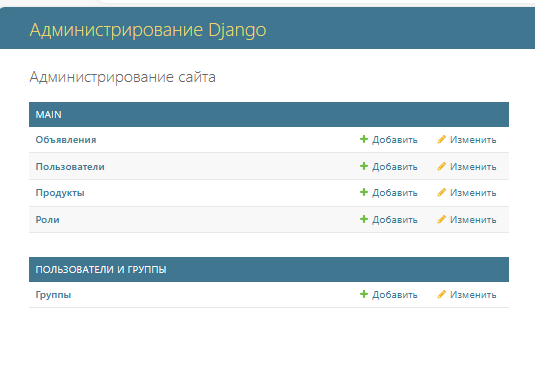 Администрирование Django
Администрирование сайта
MAIN
Объявления Добавить Изменить
Пользователи Добавить Изменить
Продукты Добавить Изменить
Роли Добавить Изменить
ПОЛЬЗОВАТЕЛИ И ГРУППЫ
Группы Добавить Изменить